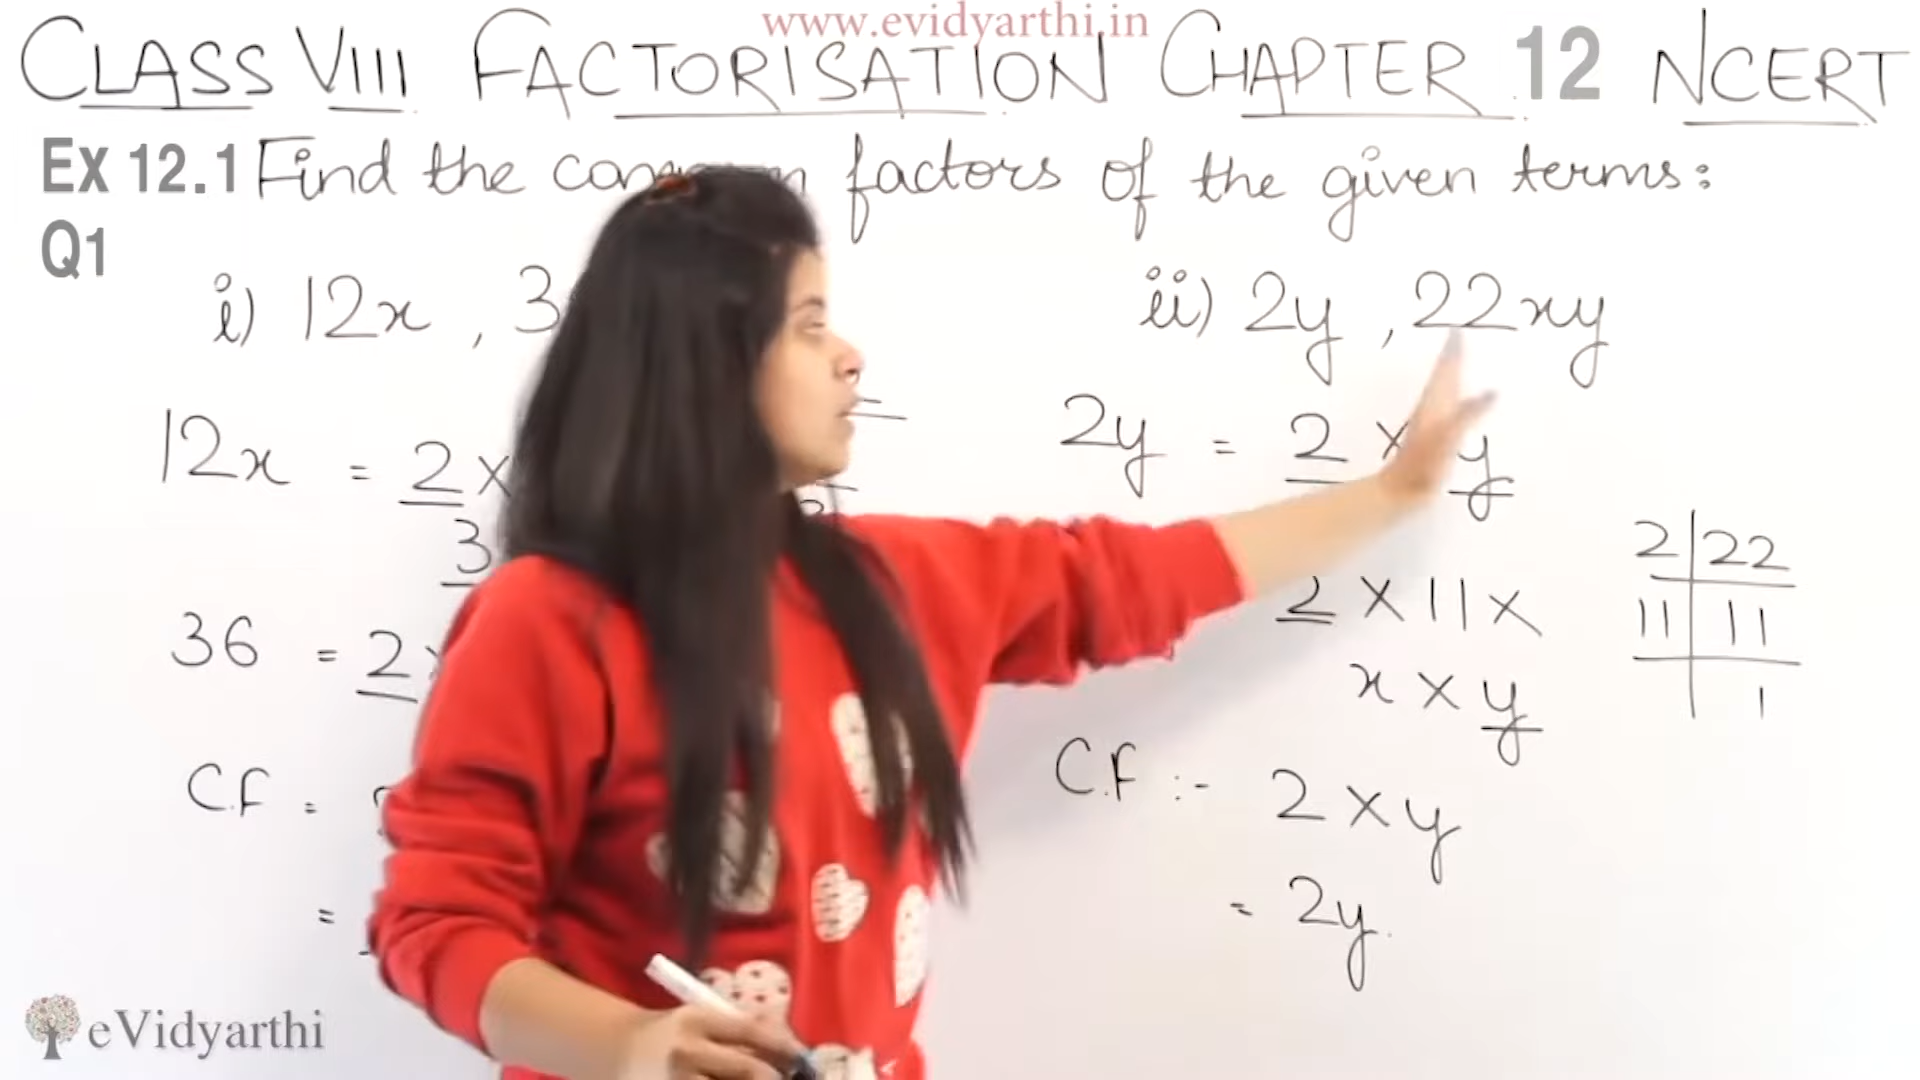 www.evidyarthi.in
CLASS VIII FACTORISATION CHAPTER 12 NCERT
Ex 12.1 Find the factors of the given terms:
Q1
i) 12x , 3
12x = 2 x
3
36 = 2
C.F =
=
ii) 2y , 22xy
2y = 2 x y
2 x 11 x
x x y
2 | 22
11 | 11
1
C.F :- 2 x y
= 2y.
eVidyarthi